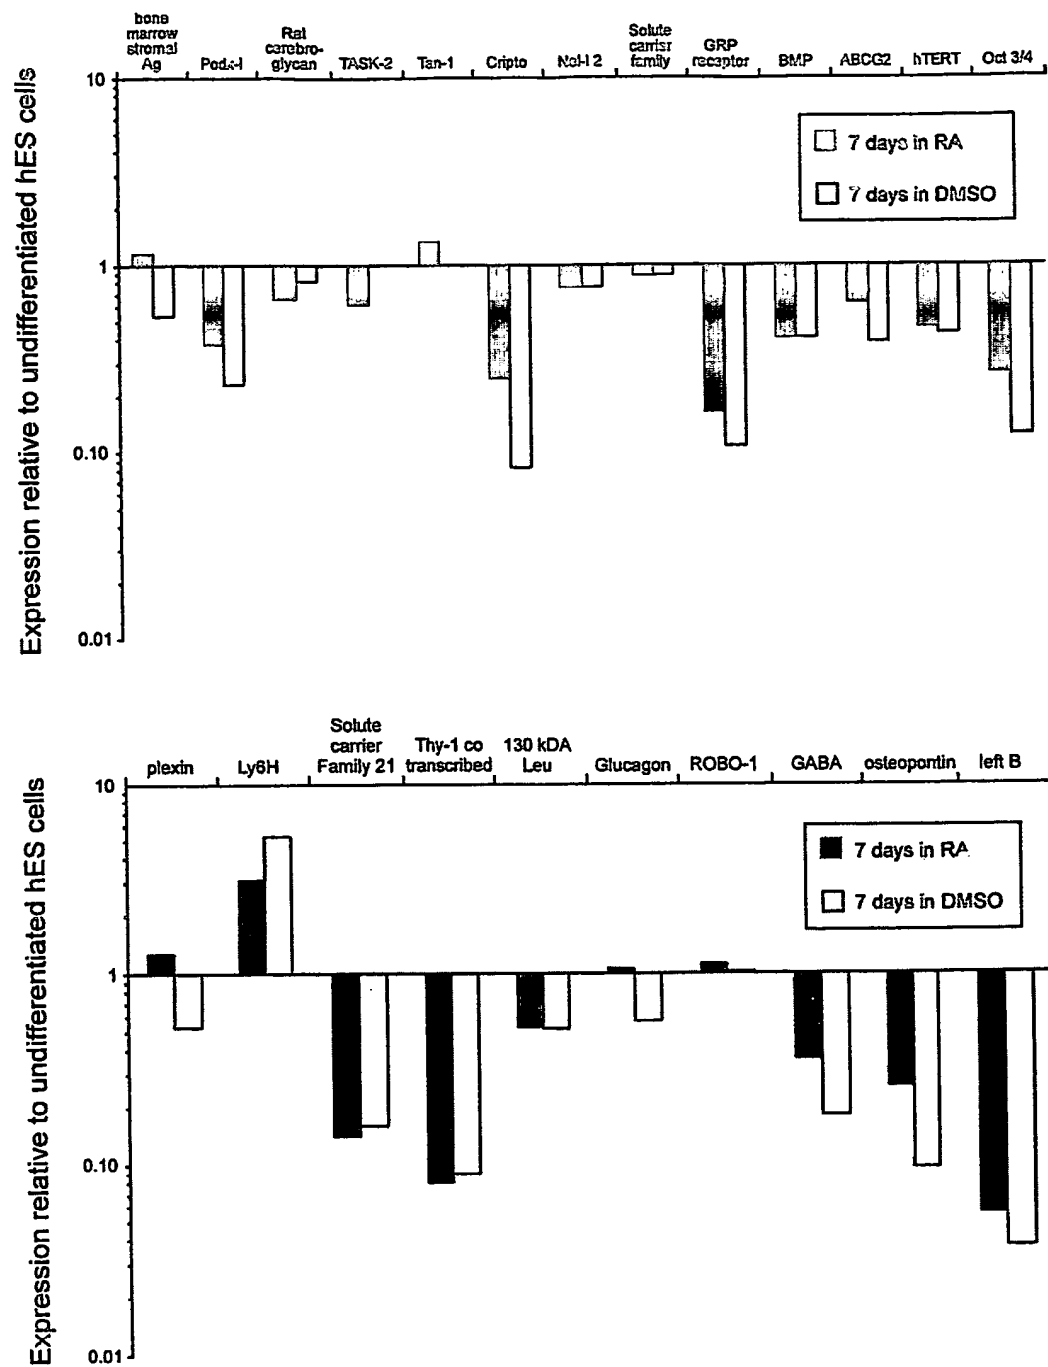 bone
marrow
stromal
Ag
Podx-l
Rat
cerebro-
glycan
TASK-2
Tan-1
Cripto
Nel-l 2
Solute
carrier
family
GRP
receptor
BMP
ABCG2
hTERT
Oct 3/4
Expression relative to undifferentiated hES cells
10
1
0.10
0.01
7 days in RA
7 days in DMSO
plexin
Ly6H
Solute
carrier
Family 21
Thy-1 co
transcribed
130 kDA
Leu
Glucagon
ROBO-1
GABA
osteopontin
left B
Expression relative to undifferentiated hES cells
10
1
0.10
0.01
7 days in RA
7 days in DMSO